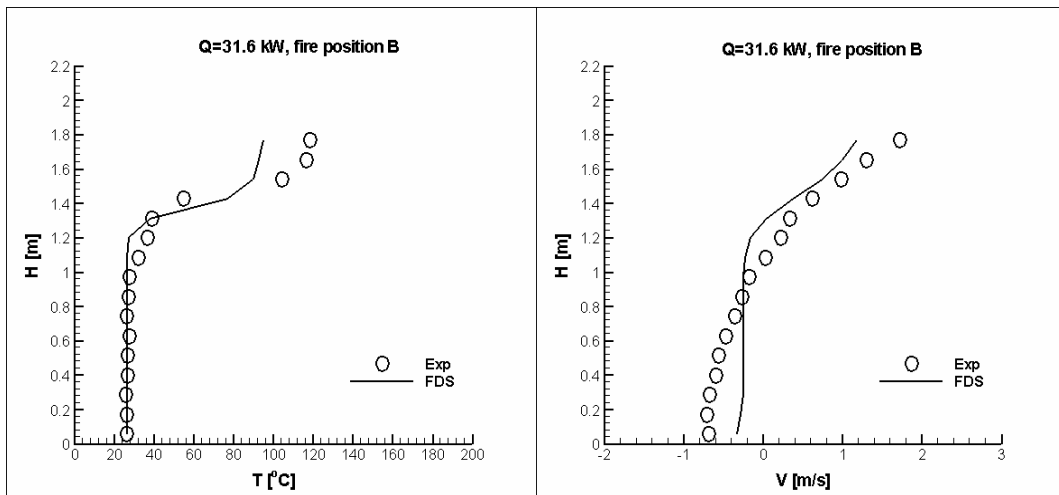 Q=31.6 kW, fire position B
2.2
2
1.8
1.6
1.4
1.2
1
0.8
0.6
0.4
0.2
0
H [m]
0 20 40 60 80 100 120 140 160 180 200
T [°C]
Exp
FDS
Q=31.6 kW, fire position B
2.2
2
1.8
1.6
1.4
1.2
1
0.8
0.6
0.4
0.2
0
H [m]
-2 -1 0 1 2 3
V [m/s]
Exp
FDS